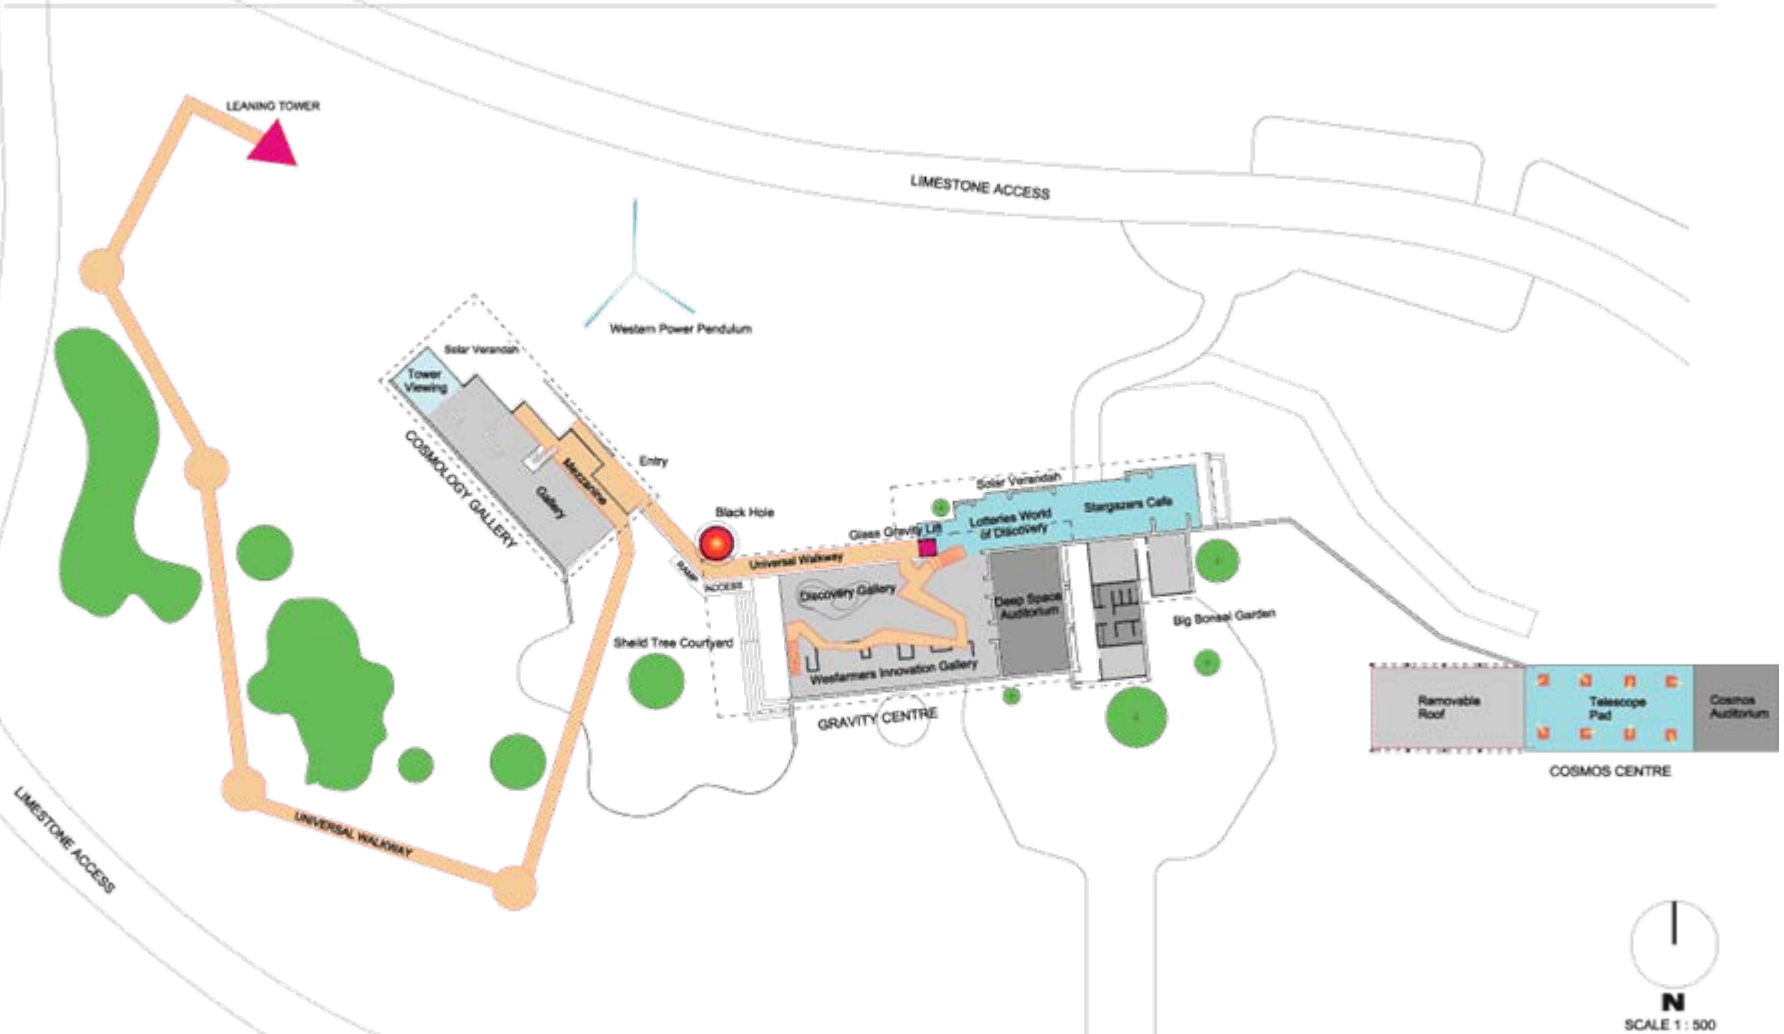 LEANING TOWER
LIMESTONE ACCESS
Western Power Pendulum
Solar Verandah
Tower
Viewing
COSMOLOGY GALLERY
Mezzanine
Gallery
Entry
Black Hole
Solar Verandah
Glass Gravity Lift
Lotteries World
of Discovery
Stargazers Cafe
Universal Walkway
RAMP ACCESS
Discovery Gallery
Deep Space
Auditorium
Big Bonsai Garden
Sheild Tree Courtyard
Wesfarmers Innovation Gallery
GRAVITY CENTRE
Removable
Roof
Telescope
Pad
Cosmos
Auditorium
COSMOS CENTRE
LIMESTONE ACCESS
UNIVERSAL WALKWAY
N
SCALE 1 : 500